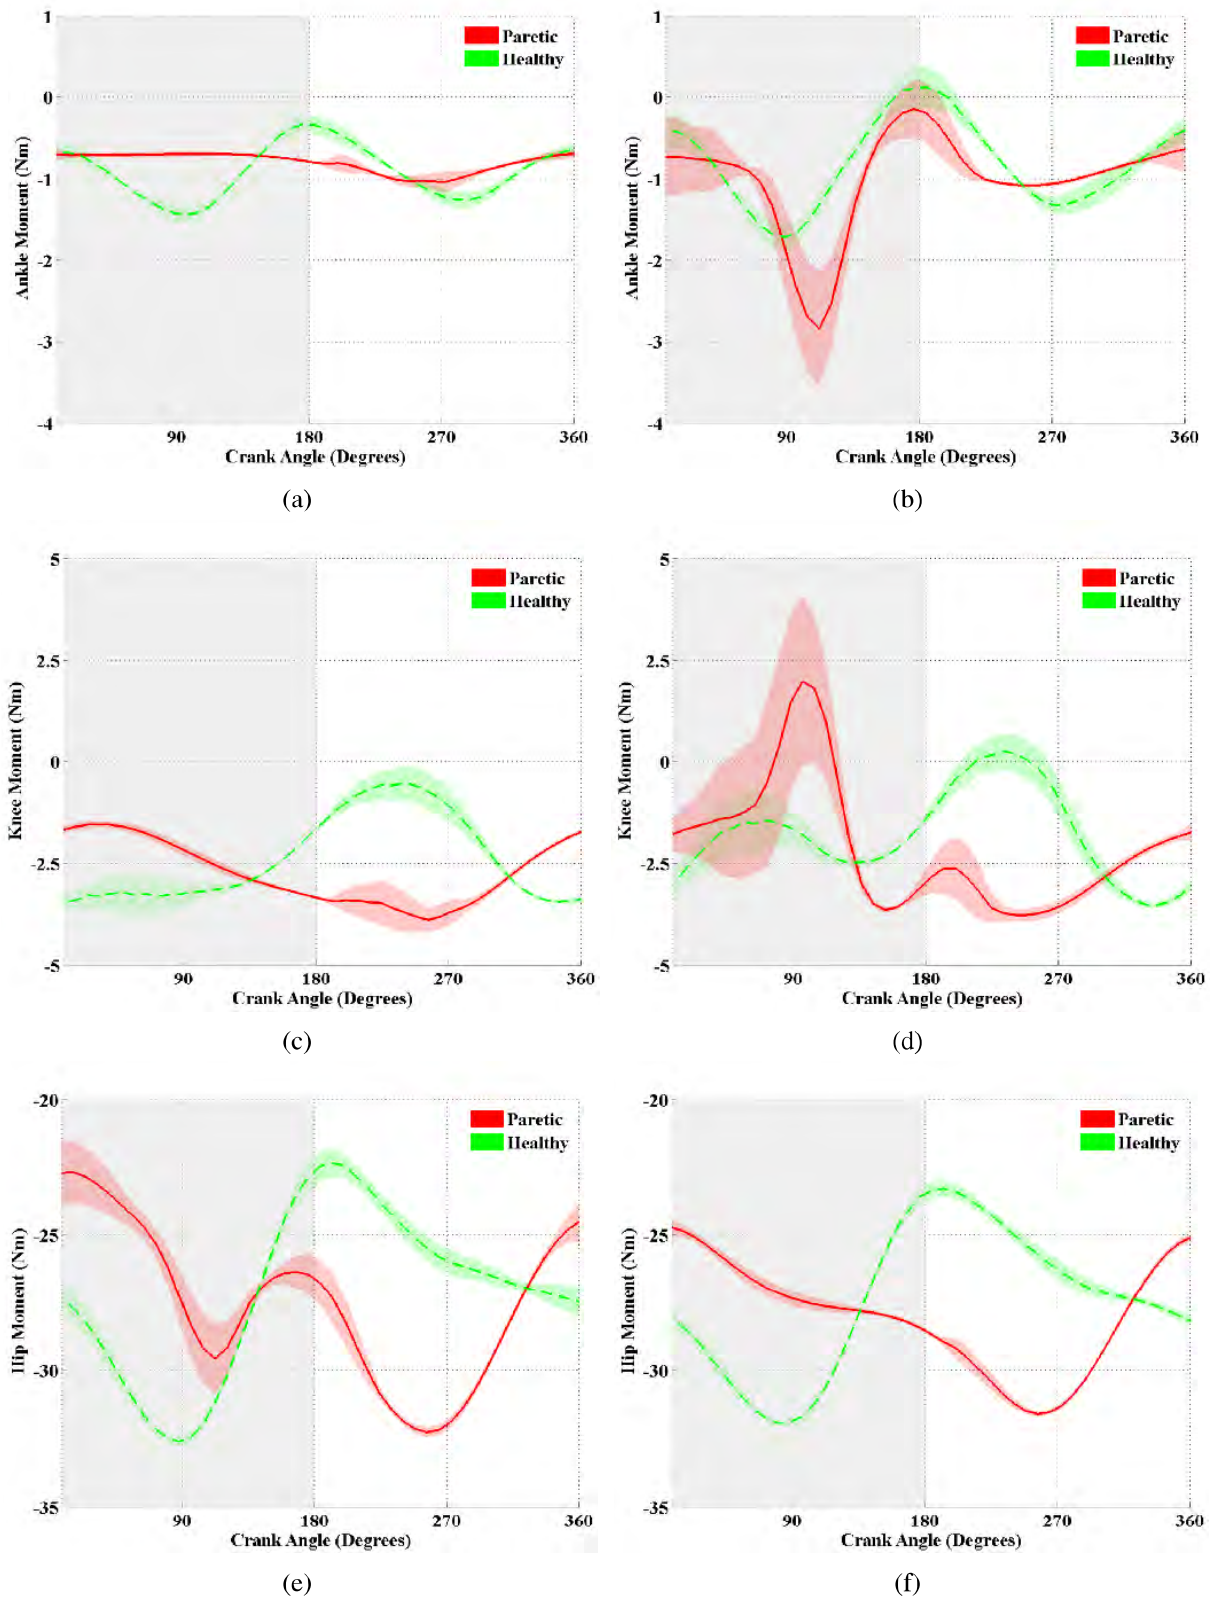 1
0
-1
-2
-3
-4
Ankle Moment (Nm)
Paretic
Healthy
90 180 270 360
Crank Angle (Degrees)
(a)
1
0
-1
-2
-3
-4
Ankle Moment (Nm)
Paretic
Healthy
90 180 270 360
Crank Angle (Degrees)
(b)
5
2.5
0
-2.5
-5
Knee Moment (Nm)
Paretic
Healthy
90 180 270 360
Crank Angle (Degrees)
(c)
5
2.5
0
-2.5
-5
Knee Moment (Nm)
Paretic
Healthy
90 180 270 360
Crank Angle (Degrees)
(d)
-20
-25
-30
-35
Hip Moment (Nm)
Paretic
Healthy
90 180 270 360
Crank Angle (Degrees)
(e)
-20
-25
-30
-35
Hip Moment (Nm)
Paretic
Healthy
90 180 270 360
Crank Angle (Degrees)
(f)